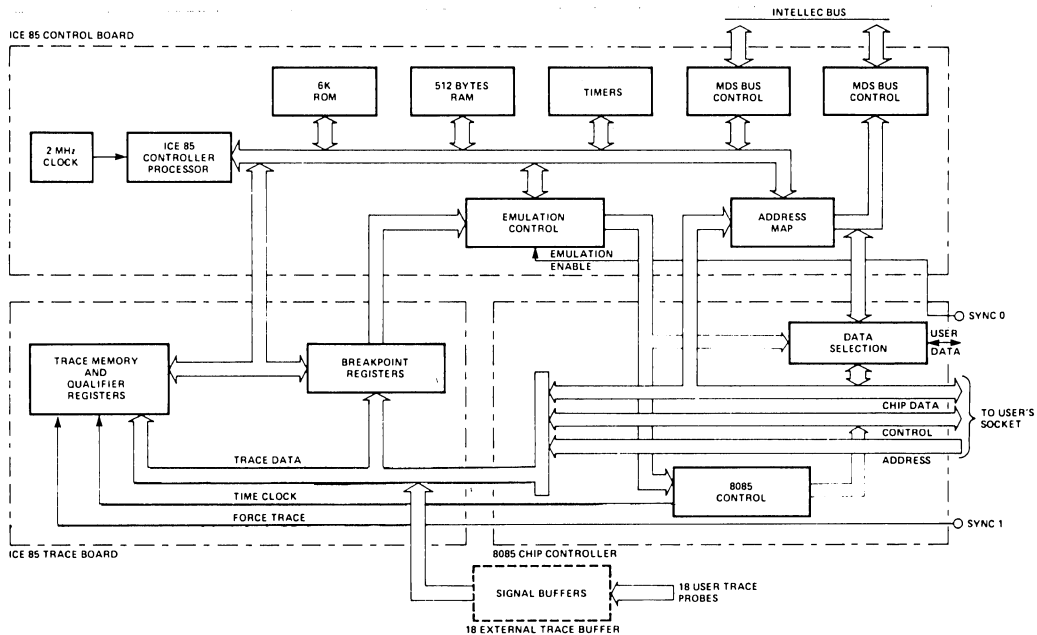 INTELLEC BUS
ICE 85 CONTROL BOARD
6K
ROM
512 BYTES
RAM
TIMERS
MDS BUS
CONTROL
MDS BUS
CONTROL
2 MHz
CLOCK
ICE 85
CONTROLLER
PROCESSOR
EMULATION
CONTROL
ADDRESS
MAP
EMULATION
ENABLE
SYNC 0
TRACE MEMORY
AND
QUALIFIER
REGISTERS
BREAKPOINT
REGISTERS
DATA
SELECTION
USER
DATA
CHIP DATA
CONTROL
ADDRESS
TO USER'S
SOCKET
TRACE DATA
TIME CLOCK
FORCE TRACE
8085
CONTROL
SYNC 1
ICE 85 TRACE BOARD
8085 CHIP CONTROLLER
SIGNAL BUFFERS
18 USER TRACE
PROBES
18 EXTERNAL TRACE BUFFER